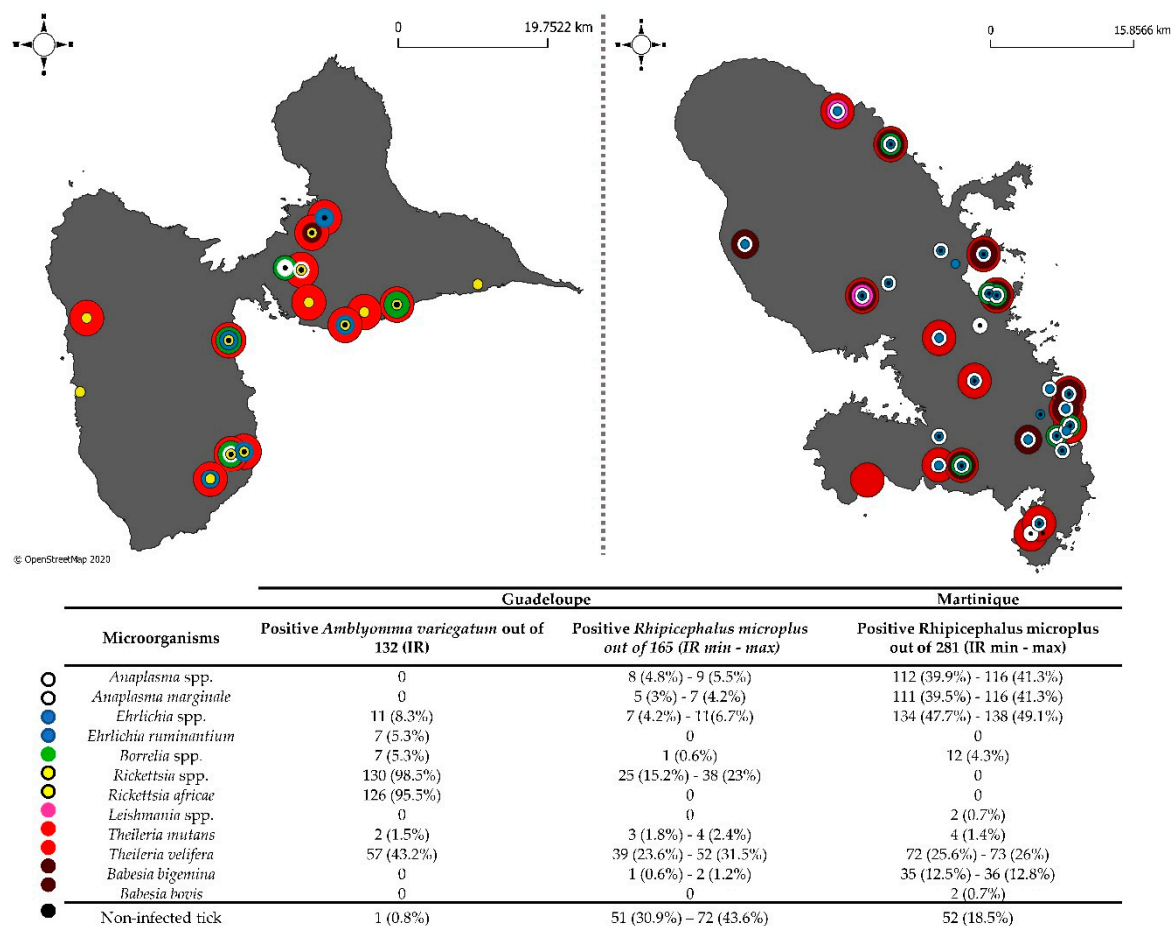 0 19.7522 km
0 15.8566 km
© OpenStreetMap 2020
Guadeloupe Martinique
Microorganisms Positive Amblyomma variegatum out of 132 (IR) Positive Rhipicephalus microplus out of 165 (IR min - max) Positive Rhipicephalus microplus out of 281 (IR min - max)
Anaplasma spp. 0 8 (4.8%) - 9 (5.5%) 112 (39.9%) - 116 (41.3%)
Anaplasma marginale 0 5 (3%) - 7 (4.2%) 111 (39.5%) - 116 (41.3%)
Ehrlichia spp. 11 (8.3%) 7 (4.2%) - 11(6.7%) 134 (47.7%) - 138 (49.1%)
Ehrlichia ruminantium 7 (5.3%) 0 0
Borrelia spp. 7 (5.3%) 1 (0.6%) 12 (4.3%)
Rickettsia spp. 130 (98.5%) 25 (15.2%) - 38 (23%) 0
Rickettsia africae 126 (95.5%) 0 0
Leishmania spp. 0 0 2 (0.7%)
Theileria mutans 2 (1.5%) 3 (1.8%) - 4 (2.4%) 4 (1.4%)
Theileria velifera 57 (43.2%) 39 (23.6%) - 52 (31.5%) 72 (25.6%) - 73 (26%)
Babesia bigemina 0 1 (0.6%) - 2 (1.2%) 35 (12.5%) - 36 (12.8%)
Babesia bovis 0 0 2 (0.7%)
Non-infected tick 1 (0.8%) 51 (30.9%) – 72 (43.6%) 52 (18.5%)